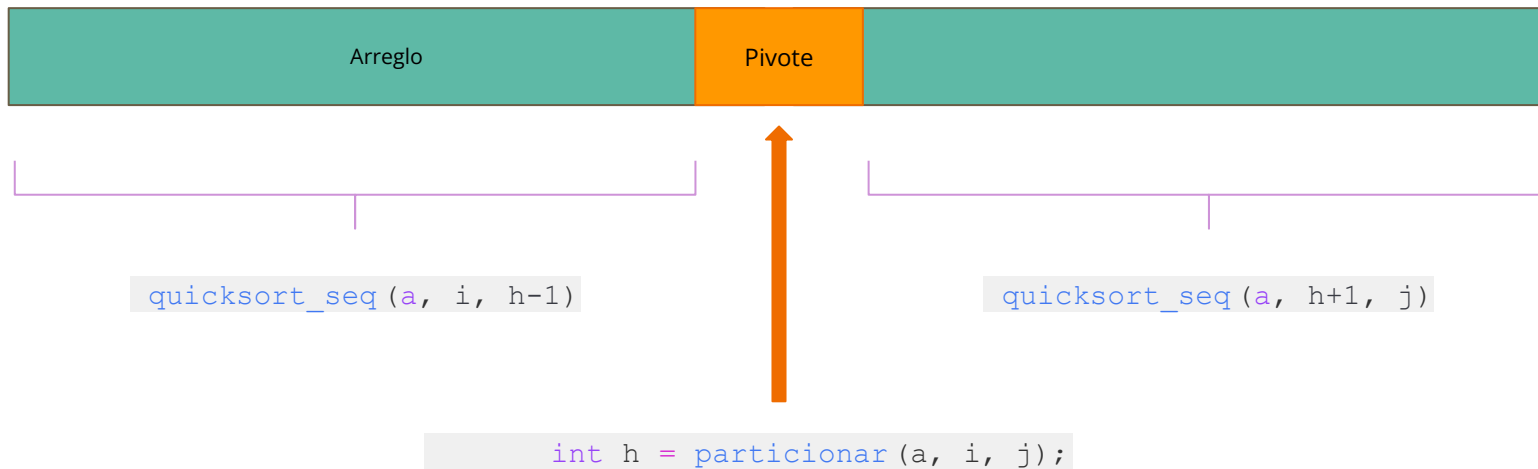 Arreglo
Pivote
quicksort_seq(a, i, h-1)
quicksort_seq(a, h+1, j)
int h = particionar(a, i, j);